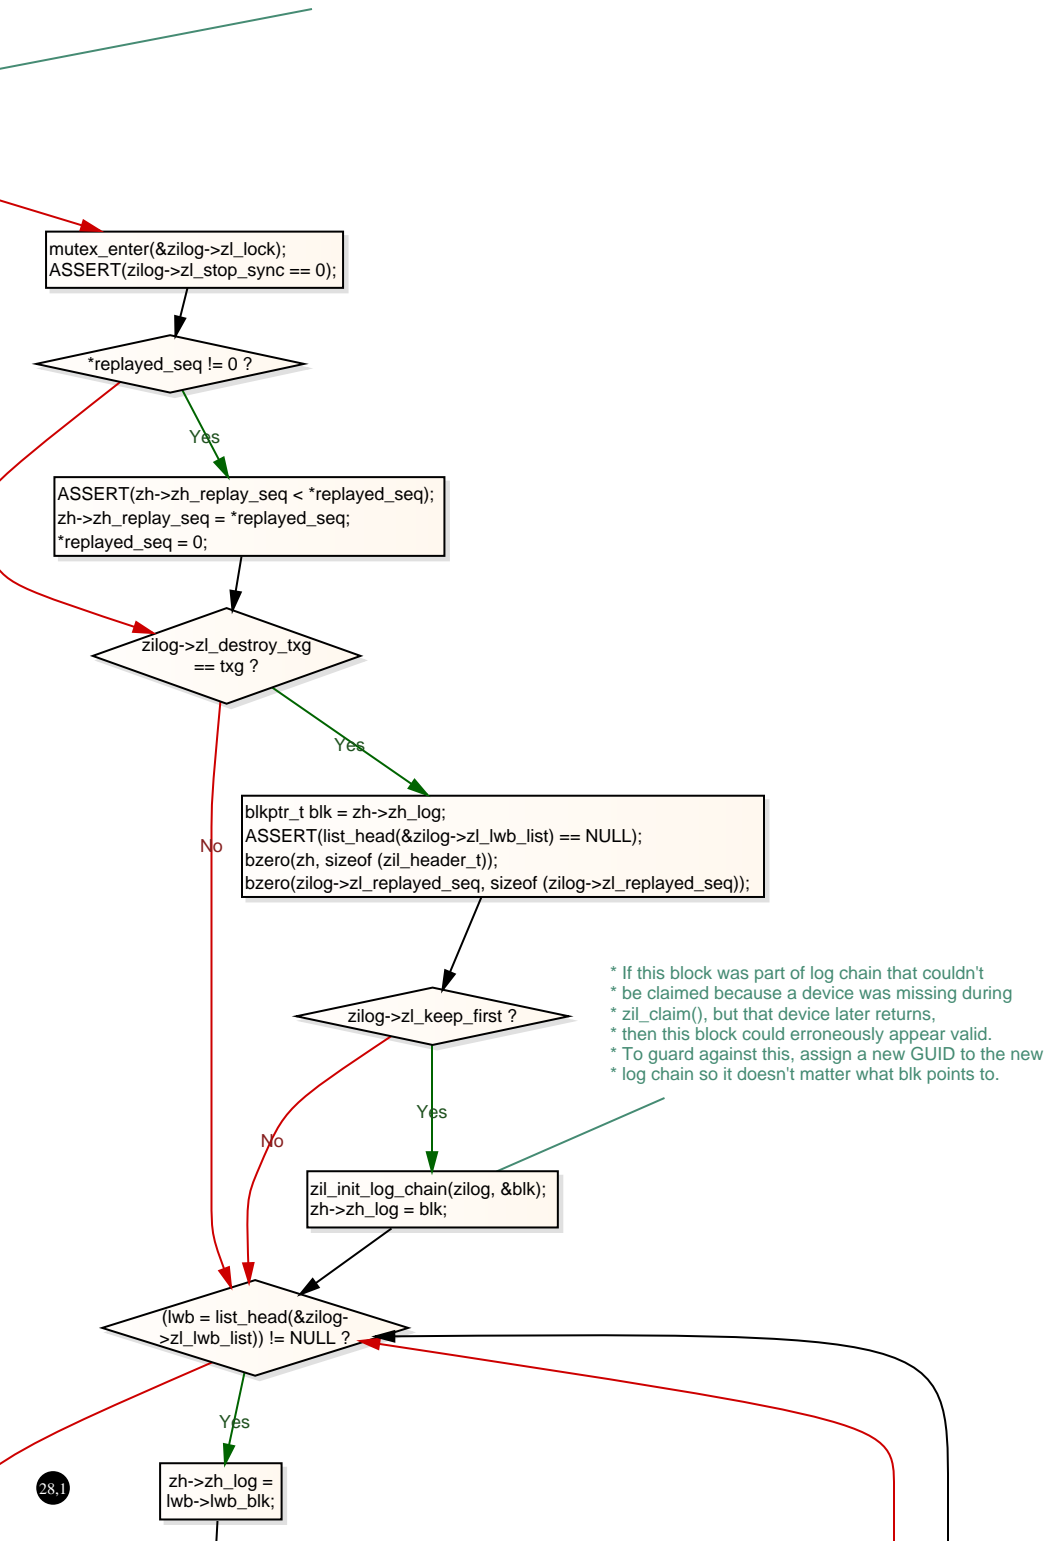 mutex_enter(&zilog->zl_lock);
ASSERT(zilog->zl_stop_sync == 0);
*replayed_seq != 0 ?
Yes
ASSERT(zh->zh_replay_seq < *replayed_seq);
zh->zh_replay_seq = *replayed_seq;
*replayed_seq = 0;
zilog->zl_destroy_txg
== txg ?
Yes
No
blkptr_t blk = zh->zh_log;
ASSERT(list_head(&zilog->zl_lwb_list) == NULL);
bzero(zh, sizeof (zil_header_t));
bzero(zilog->zl_replayed_seq, sizeof (zilog->zl_replayed_seq));
* If this block was part of log chain that couldn't
* be claimed because a device was missing during
* zil_claim(), but that device later returns,
* then this block could erroneously appear valid.
* To guard against this, assign a new GUID to the new
* log chain so it doesn't matter what blk points to.
zilog->zl_keep_first ?
Yes
No
zil_init_log_chain(zilog, &blk);
zh->zh_log = blk;
(lwb = list_head(&zilog-
>zl_lwb_list)) != NULL ?
Yes
zh->zh_log =
lwb->lwb_blk;
28,1